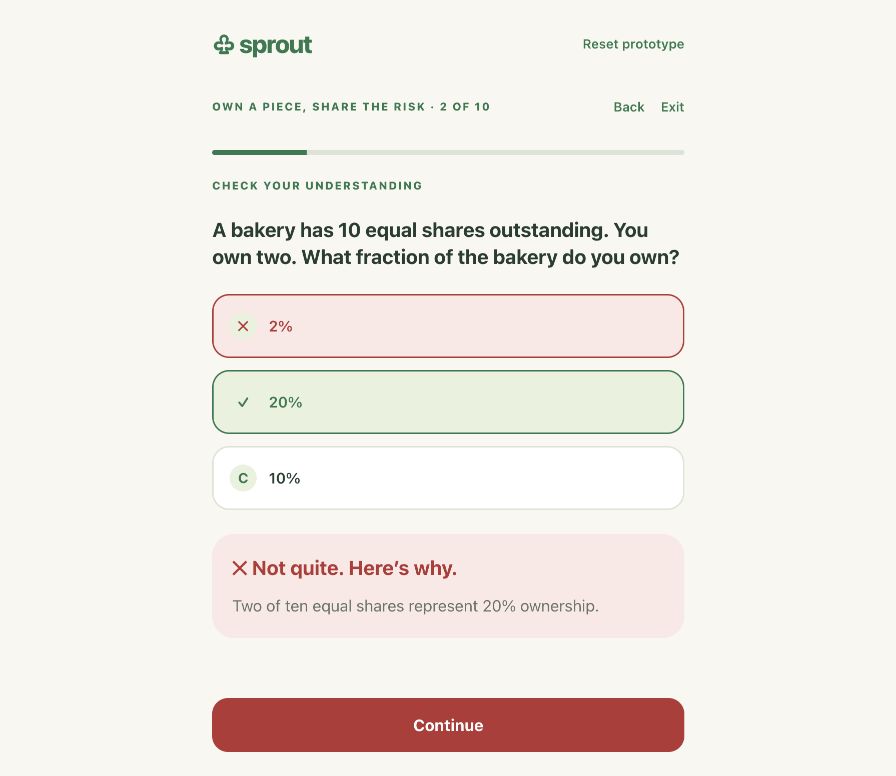 sprout
Reset prototype
OWN A PIECE, SHARE THE RISK · 2 OF 10
Back
Exit
CHECK YOUR UNDERSTANDING
A bakery has 10 equal shares outstanding. You
own two. What fraction of the bakery do you own?
2%
20%
C
10%
Not quite. Here’s why.
Two of ten equal shares represent 20% ownership.
Continue